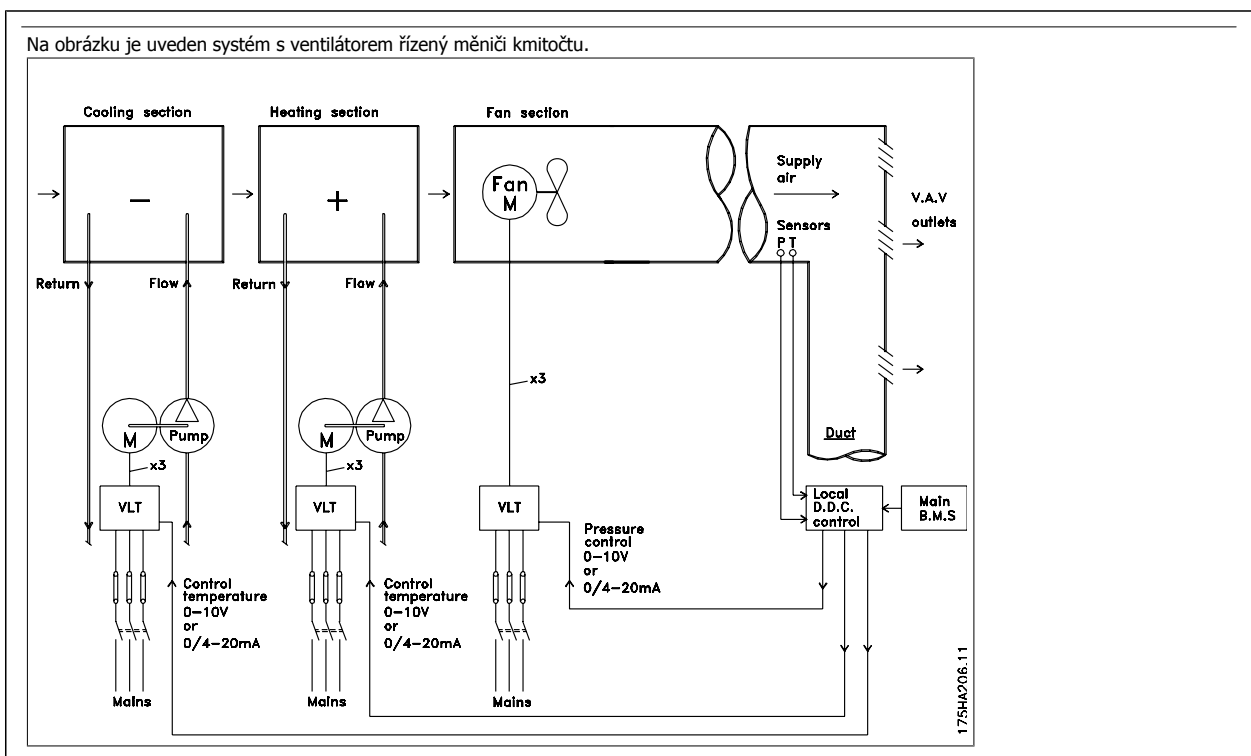 Na obrázku je uveden systém s ventilátorem řízený měniči kmitočtu.
Cooling section
Heating section
Fan section
-
+
Fan
M
Supply
air
Sensors
P T
V.A.V
outlets
Return
Flow
Return
Flow
x3
M
Pump
M
Pump
Duct
x3
x3
VLT
VLT
VLT
Local
D.D.C.
control
Main
B.M.S
Pressure
control
0-10V
or
0/4-20mA
Control
temperature
0-10V
or
0/4-20mA
Control
temperature
0-10V
or
0/4-20mA
Mains
Mains
Mains
175HA206.11